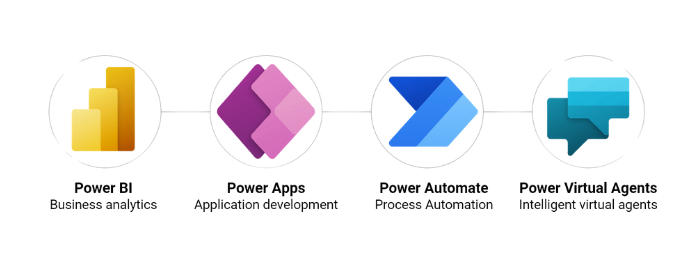 Power BI
Business analytics
Power Apps
Application development
Power Automate
Process Automation
Power Virtual Agents
Intelligent virtual agents